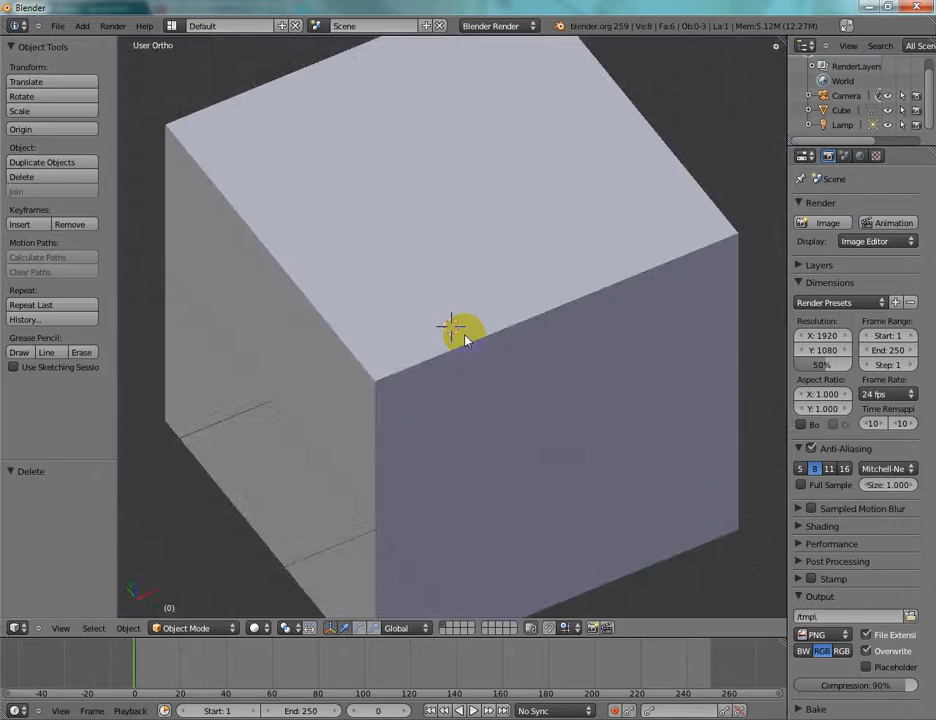 Blender
File Add Render Help Default Scene Blender Render blender.org 259 | Ve:8 | Fa:6 | Ob:0-3 | La:1 | Mem:5.12M (12.27M)
User Ortho
View Search All Scen
Object Tools
Transform:
Translate
Rotate
Scale
Origin
Object:
Duplicate Objects
Delete
Join
Keyframes:
Insert Remove
Motion Paths:
Calculate Paths
Clear Paths
Repeat:
Repeat Last
History...
Grease Pencil:
Draw Line Erase
Use Sketching Sessio
Delete
(0)
RenderLayers
World
Camera
Cube
Lamp
Scene
Render
Image Animation
Display: Image Editor
Layers
Dimensions
Render Presets
Resolution: Frame Range:
X: 1920 Start: 1
Y: 1080 End: 250
50% Step: 1
Aspect Ratio: Frame Rate:
X: 1.000 24 fps
Y: 1.000 Time Remappi
Bo Cr 10 10
Anti-Aliasing
5 8 11 16 Mitchell-Ne
Full Sample Size: 1.000
Sampled Motion Blur
Shading
Performance
Post Processing
Stamp
Output
/tmp\
PNG File Extensi
BW RGB RGB Overwrite
Placeholder
Compression: 90%
Bake
View Select Object Object Mode Global
-40 -20 0 20 40 60 80 100 120 140 160 180 200 220 240 260
View Frame Playback Start: 1 End: 250 0 No Sync